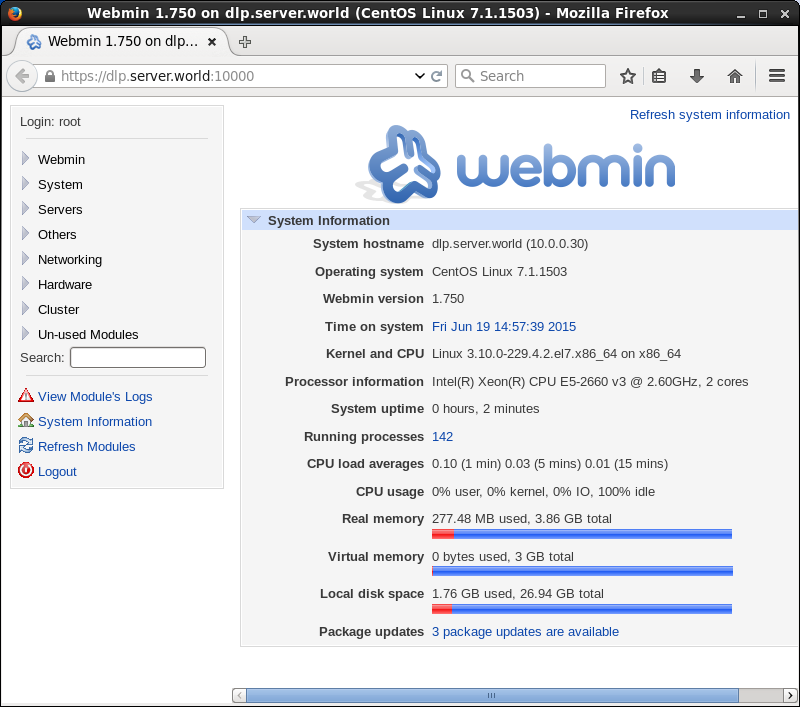 Webmin 1.750 on dlp.server.world (CentOS Linux 7.1.1503) - Mozilla Firefox
Webmin 1.750 on dlp...
https://dlp.server.world:10000
Search
Login: root
Webmin
System
Servers
Others
Networking
Hardware
Cluster
Un-used Modules
Search:
View Module's Logs
System Information
Refresh Modules
Logout
Refresh system information
webmin
System Information
System hostname dlp.server.world (10.0.0.30)
Operating system CentOS Linux 7.1.1503
Webmin version 1.750
Time on system Fri Jun 19 14:57:39 2015
Kernel and CPU Linux 3.10.0-229.4.2.el7.x86_64 on x86_64
Processor information Intel(R) Xeon(R) CPU E5-2660 v3 @ 2.60GHz, 2 cores
System uptime 0 hours, 2 minutes
Running processes 142
CPU load averages 0.10 (1 min) 0.03 (5 mins) 0.01 (15 mins)
CPU usage 0% user, 0% kernel, 0% IO, 100% idle
Real memory 277.48 MB used, 3.86 GB total
Virtual memory 0 bytes used, 3 GB total
Local disk space 1.76 GB used, 26.94 GB total
Package updates 3 package updates are available